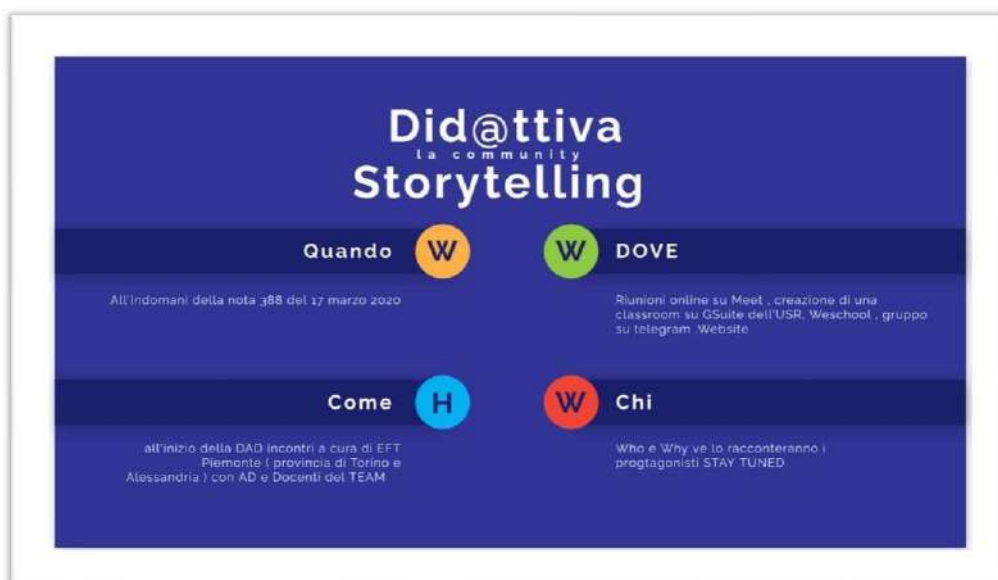 Did@ttiva
la community
Storytelling
Quando W
All'indomani della nota 388 del 17 marzo 2020
W DOVE
Riunioni online su Meet , creazione di una
classroom su GSuite dell'USR, Weschool , gruppo
su telegram .Website
Come H
all'inizio della DAD incontri a cura di EFT
Piemonte ( provincia di Torino e
Alessandria ) con AD e Docenti del TEAM
W Chi
Who e Why ve lo racconteranno i
progtagonisti STAY TUNED